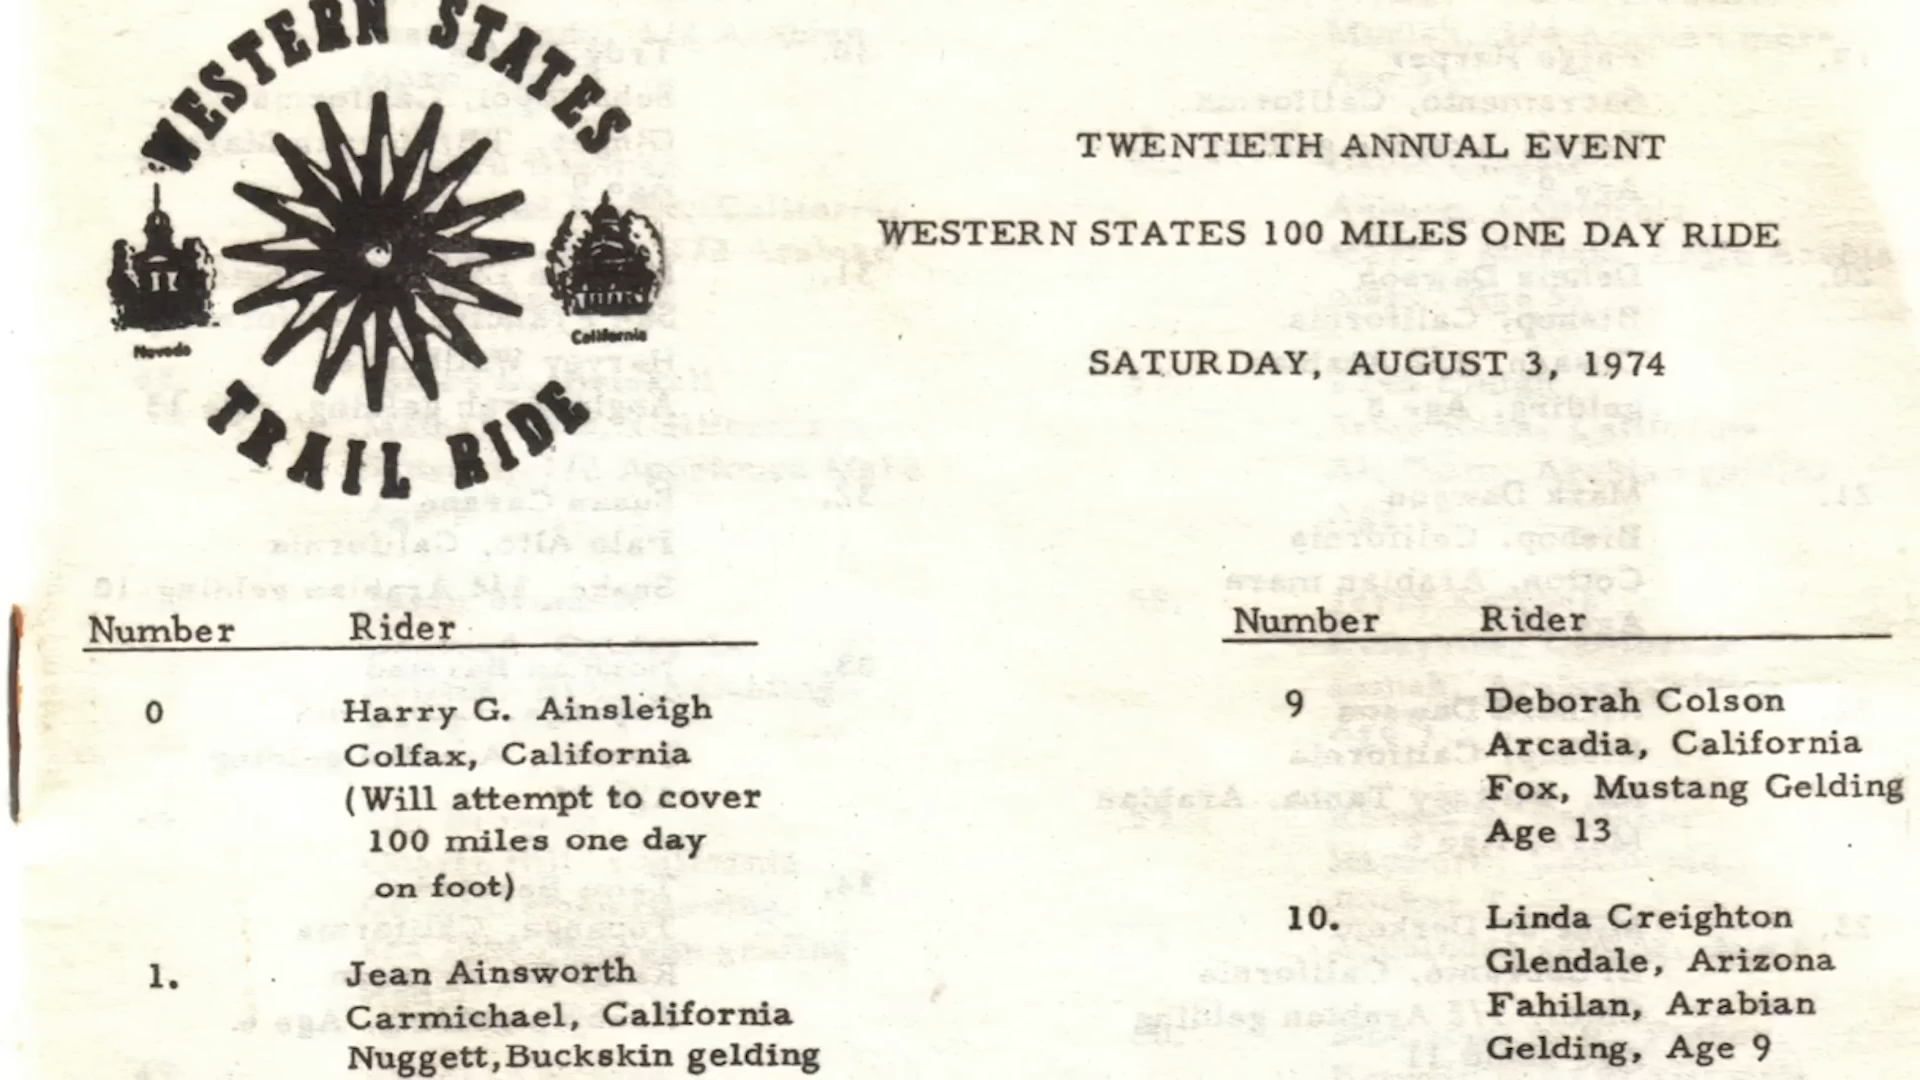 WESTERN STATES
Nevada
California
TRAIL RIDE
TWENTIETH ANNUAL EVENT
WESTERN STATES 100 MILES ONE DAY RIDE
SATURDAY, AUGUST 3, 1974
Number Rider
0 Harry G. Ainsleigh
Colfax, California
(Will attempt to cover
100 miles one day
on foot)
1. Jean Ainsworth
Carmichael, California
Nuggett, Buckskin gelding
Number Rider
9 Deborah Colson
Arcadia, California
Fox, Mustang Gelding
Age 13
10. Linda Creighton
Glendale, Arizona
Fahilan, Arabian
Gelding, Age 9